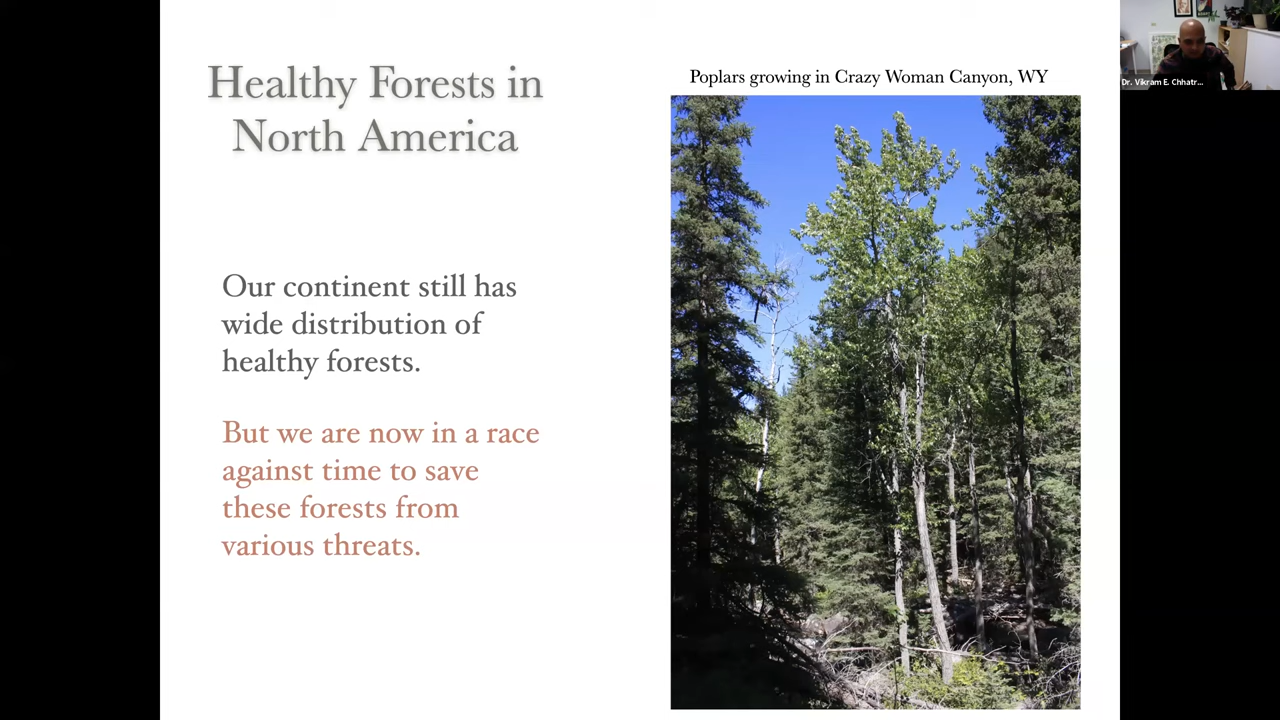 Healthy Forests in
North America
Our continent still has
wide distribution of
healthy forests.
But we are now in a race
against time to save
these forests from
various threats.
Poplars growing in Crazy Woman Canyon, WY
Dr. Vikram E. Chhatr...